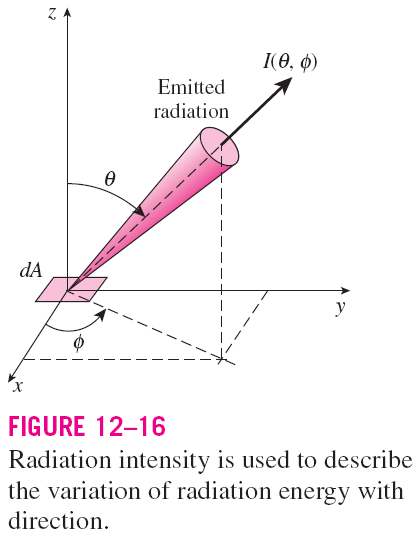 z
I(θ, ϕ)
Emitted
radiation
θ
dA
y
ϕ
x
FIGURE 12–16
Radiation intensity is used to describe
the variation of radiation energy with
direction.